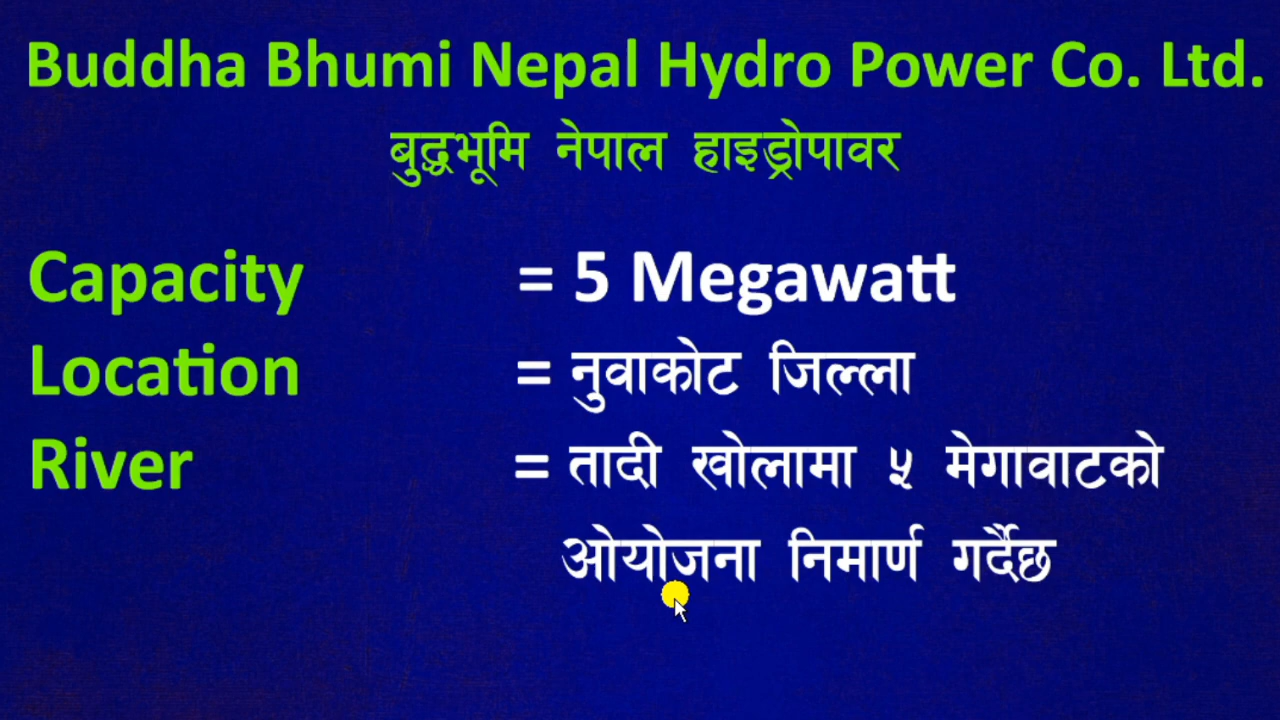 Buddha Bhumi Nepal Hydro Power Co. Ltd.
बुद्धभूमि नेपाल हाइड्रोपावर
Capacity = 5 Megawatt
Location = नुवाकोट जिल्ला
River = तादी खोलामा ५ मेगावाटको
ओयोजना निमार्ण गर्दैछ